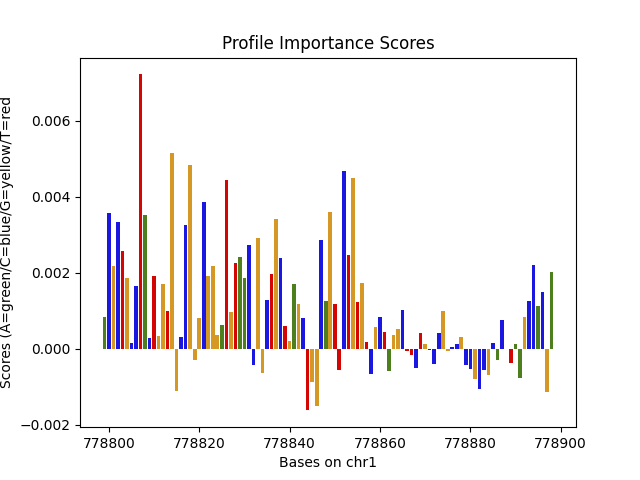 Profile Importance Scores
Scores (A=green/C=blue/G=yellow/T=red
0.006
0.004
0.002
0.000
−0.002
778800 778820 778840 778860 778880 778900
Bases on chr1